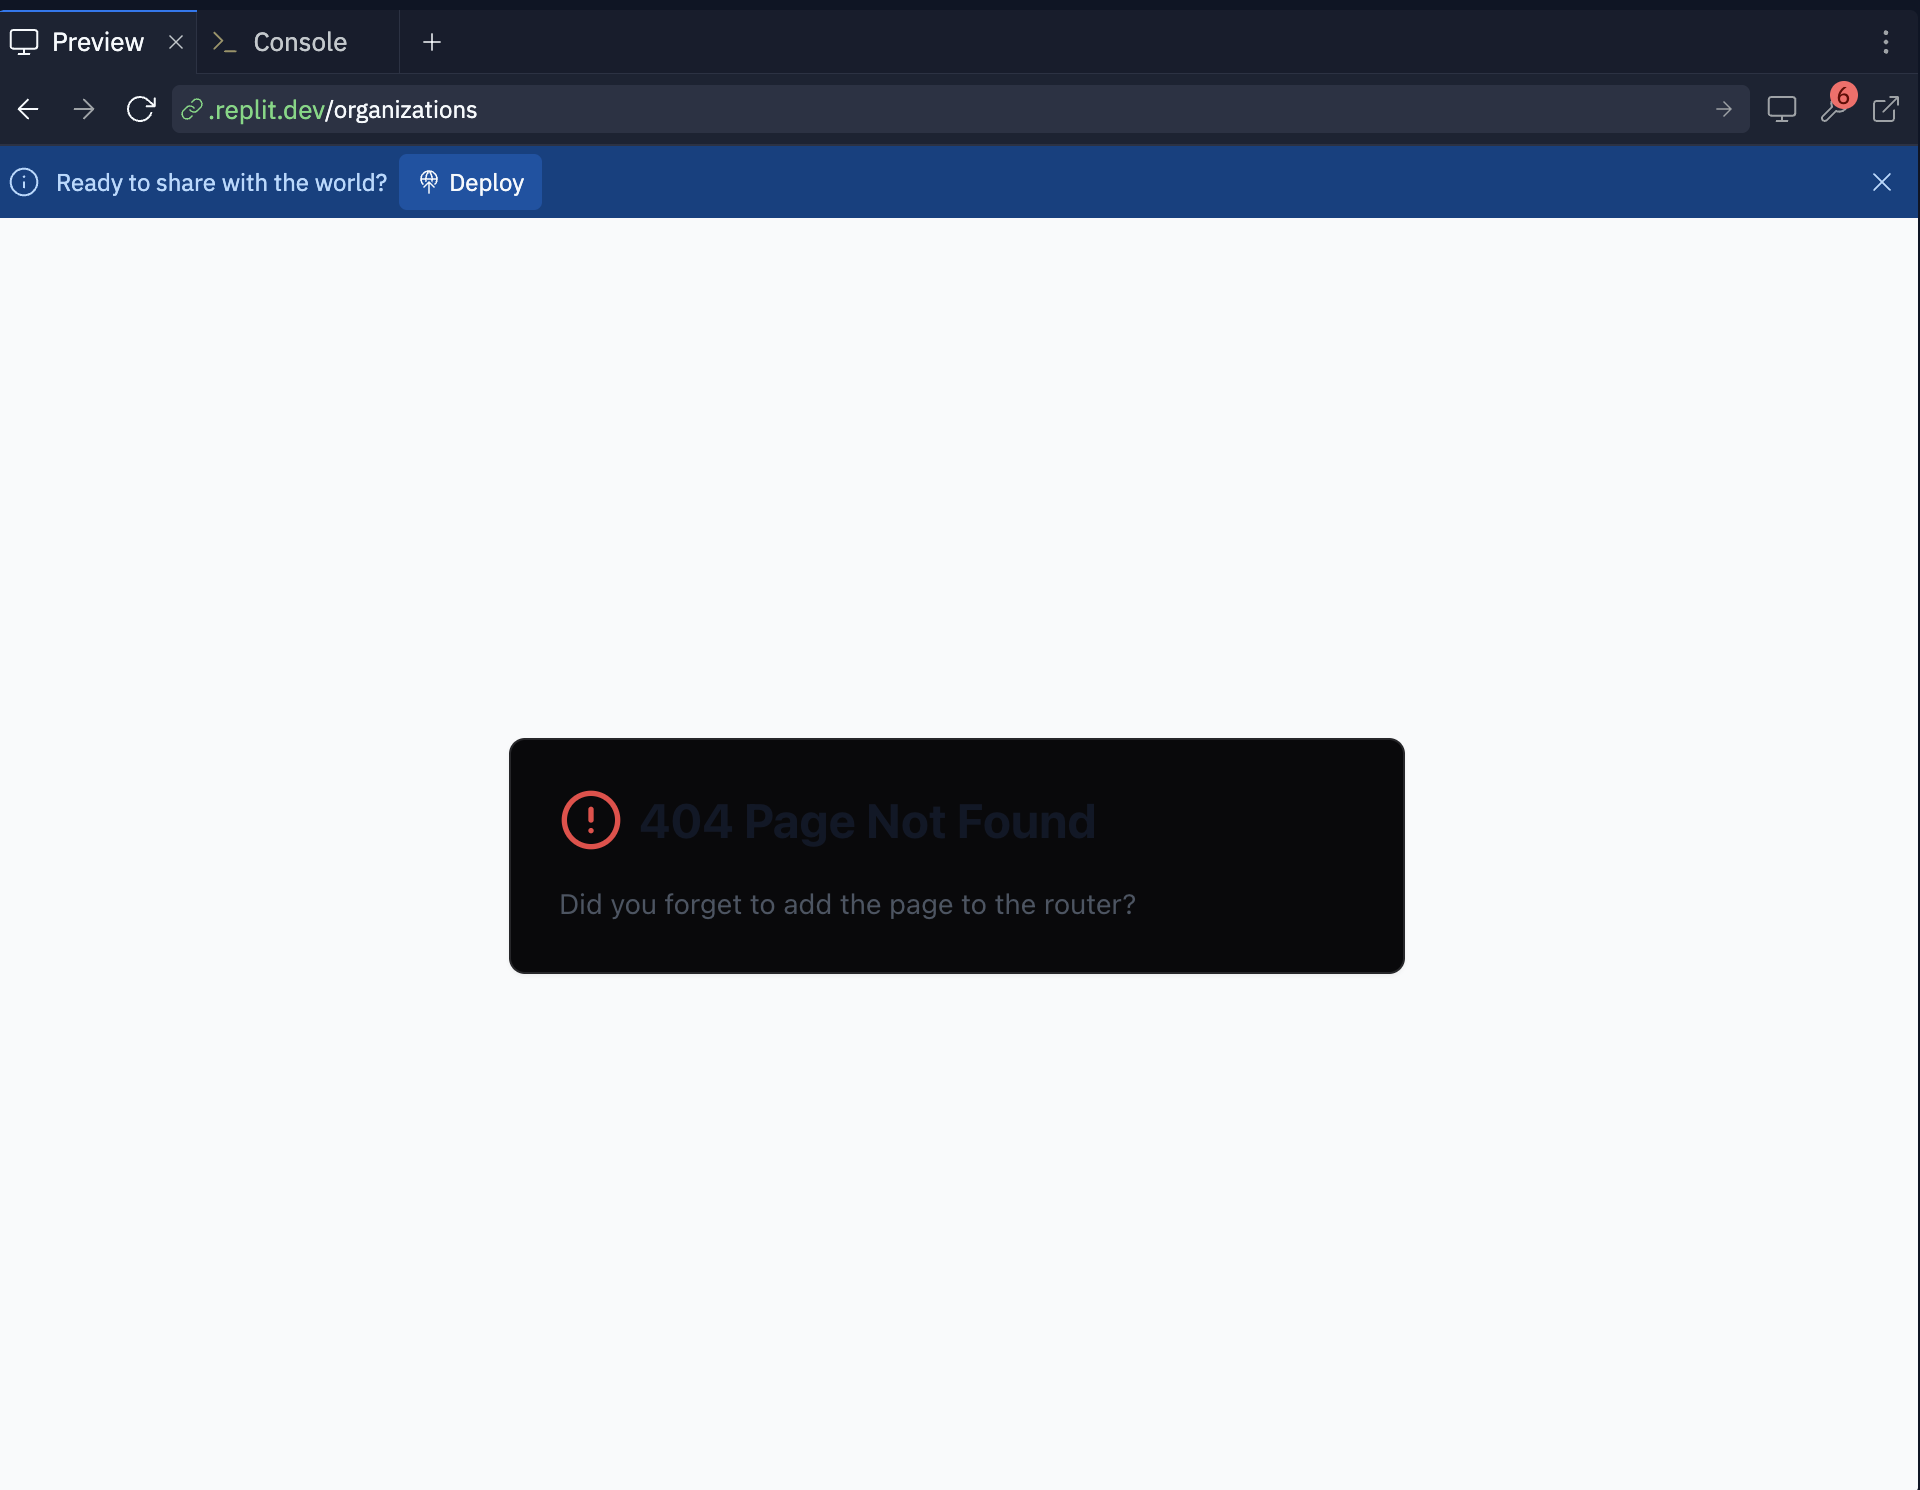 Preview
Console
.replit.dev/organizations
6
Ready to share with the world?
Deploy
404 Page Not Found
Did you forget to add the page to the router?